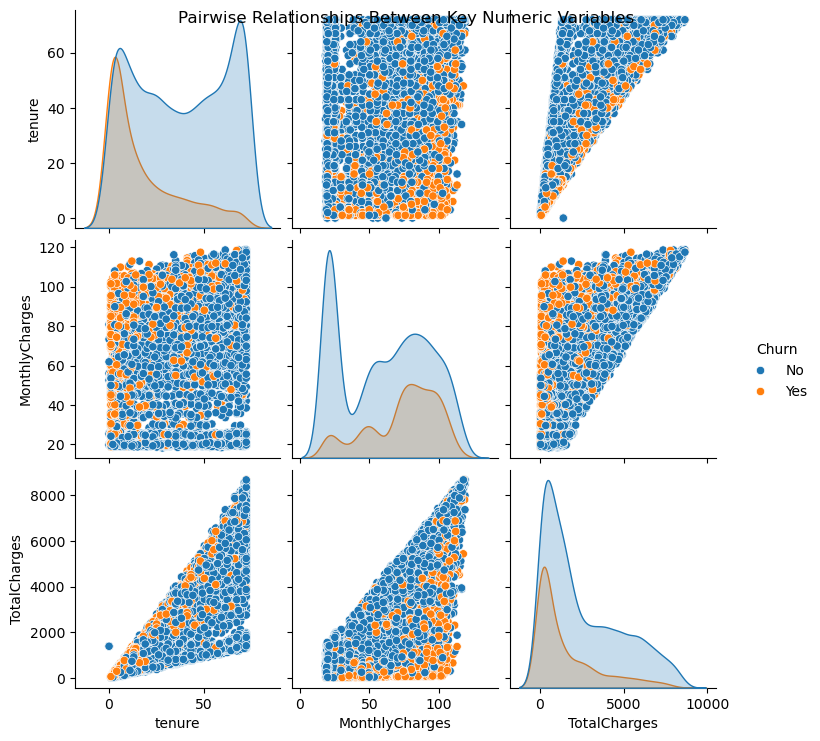 Pairwise Relationships Between Key Numeric Variables
60
40
20
0
tenure
120
100
80
60
40
20
MonthlyCharges
Churn
No
Yes
8000
6000
4000
2000
0
TotalCharges
0 50
0 50 100
0 5000 10000
tenure
MonthlyCharges
TotalCharges